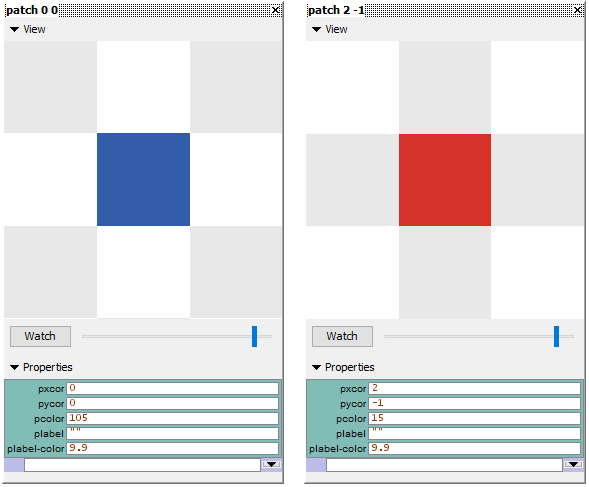 patch 0 0
View
Watch
Properties
pxcor 0
pycor 0
pcolor 105
plabel ""
plabel-color 9.9
patch 2 -1
View
Watch
Properties
pxcor 2
pycor -1
pcolor 15
plabel ""
plabel-color 9.9